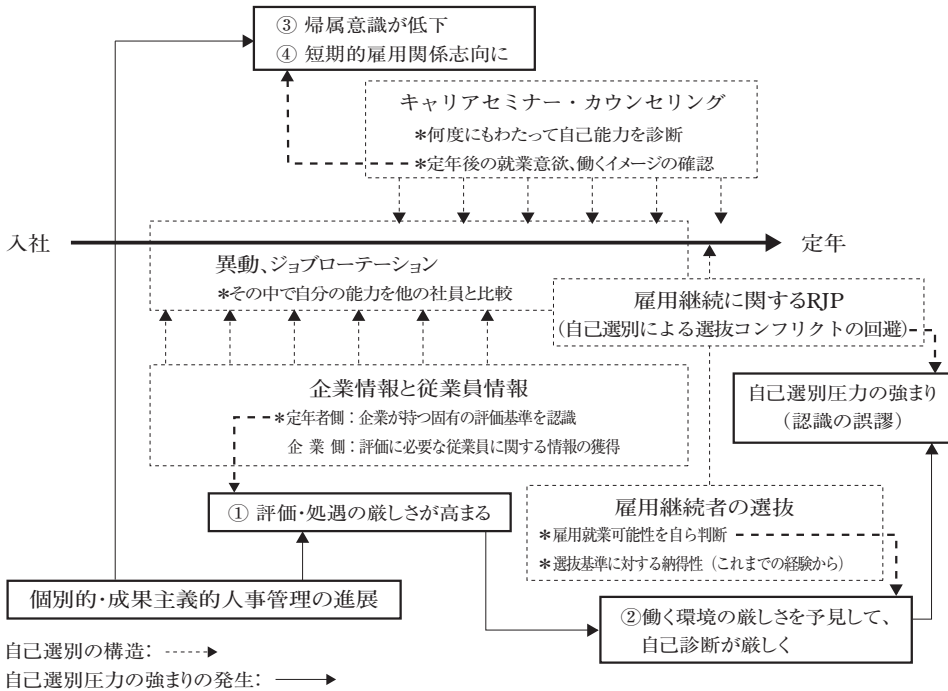 ③ 帰属意識が低下
④ 短期的雇用関係志向に
キャリアセミナー・カウンセリング
＊何度にもわたって自己能力を診断
＊定年後の就業意欲、働くイメージの確認
入社
定年
異動、ジョブローテーション
＊その中で自分の能力を他の社員と比較
雇用継続に関するRJP
(自己選別による選抜コンフリクトの回避)
企業情報と従業員情報
＊定年者側：企業が持つ固有の評価基準を認識
企 業 側：評価に必要な従業員に関する情報の獲得
自己選別圧力の強まり
（認識の誤謬）
① 評価・処遇の厳しさが高まる
雇用継続者の選抜
＊雇用就業可能性を自ら判断
＊選抜基準に対する納得性（これまでの経験から）
個別的・成果主義的人事管理の進展
②働く環境の厳しさを予見して、
自己診断が厳しく
自己選別の構造：
自己選別圧力の強まりの発生：